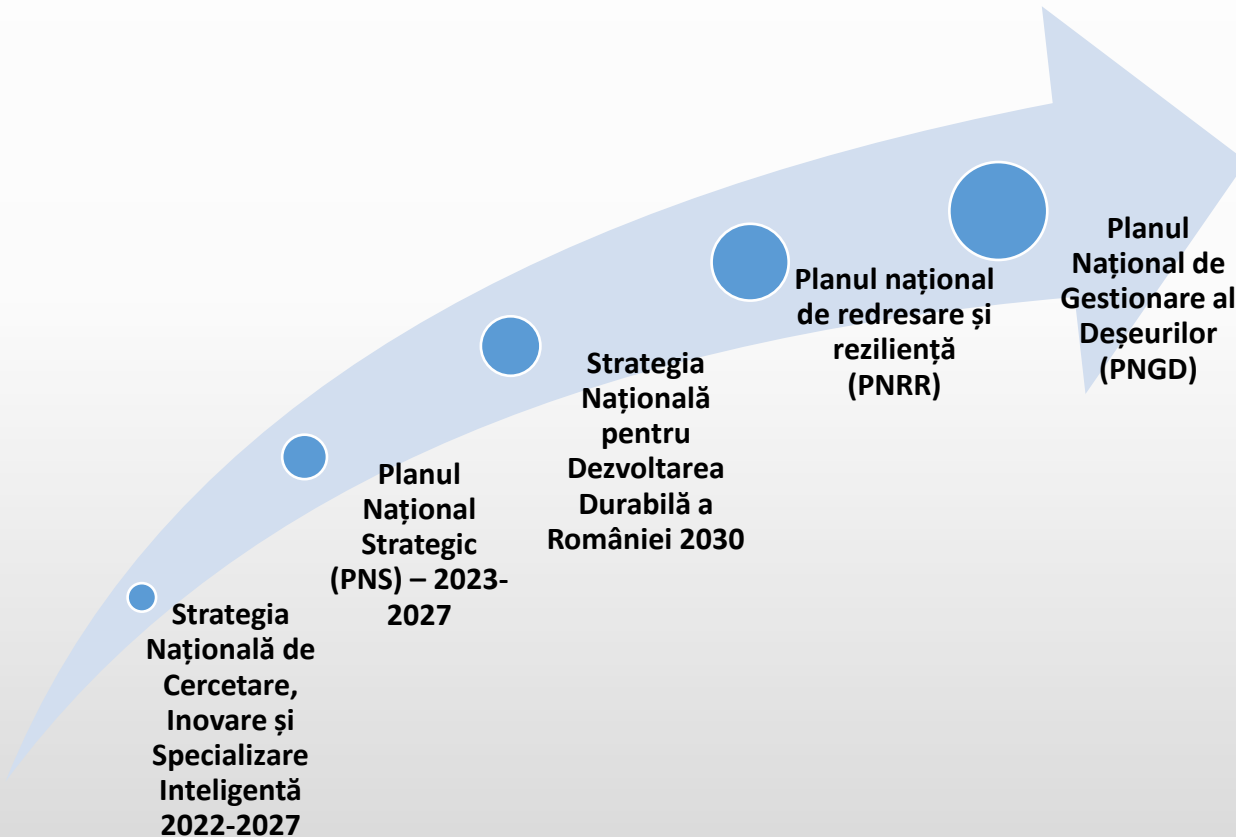 Strategia
Națională de
Cercetare,
Inovare și
Specializare
Inteligentă
2022-2027
Planul
Național
Strategic
(PNS) – 2023-
2027
Strategia
Națională
pentru
Dezvoltarea
Durabilă a
României 2030
Planul național
de redresare și
reziliență
(PNRR)
Planul
Național de
Gestionare al
Deșeurilor
(PNGD)